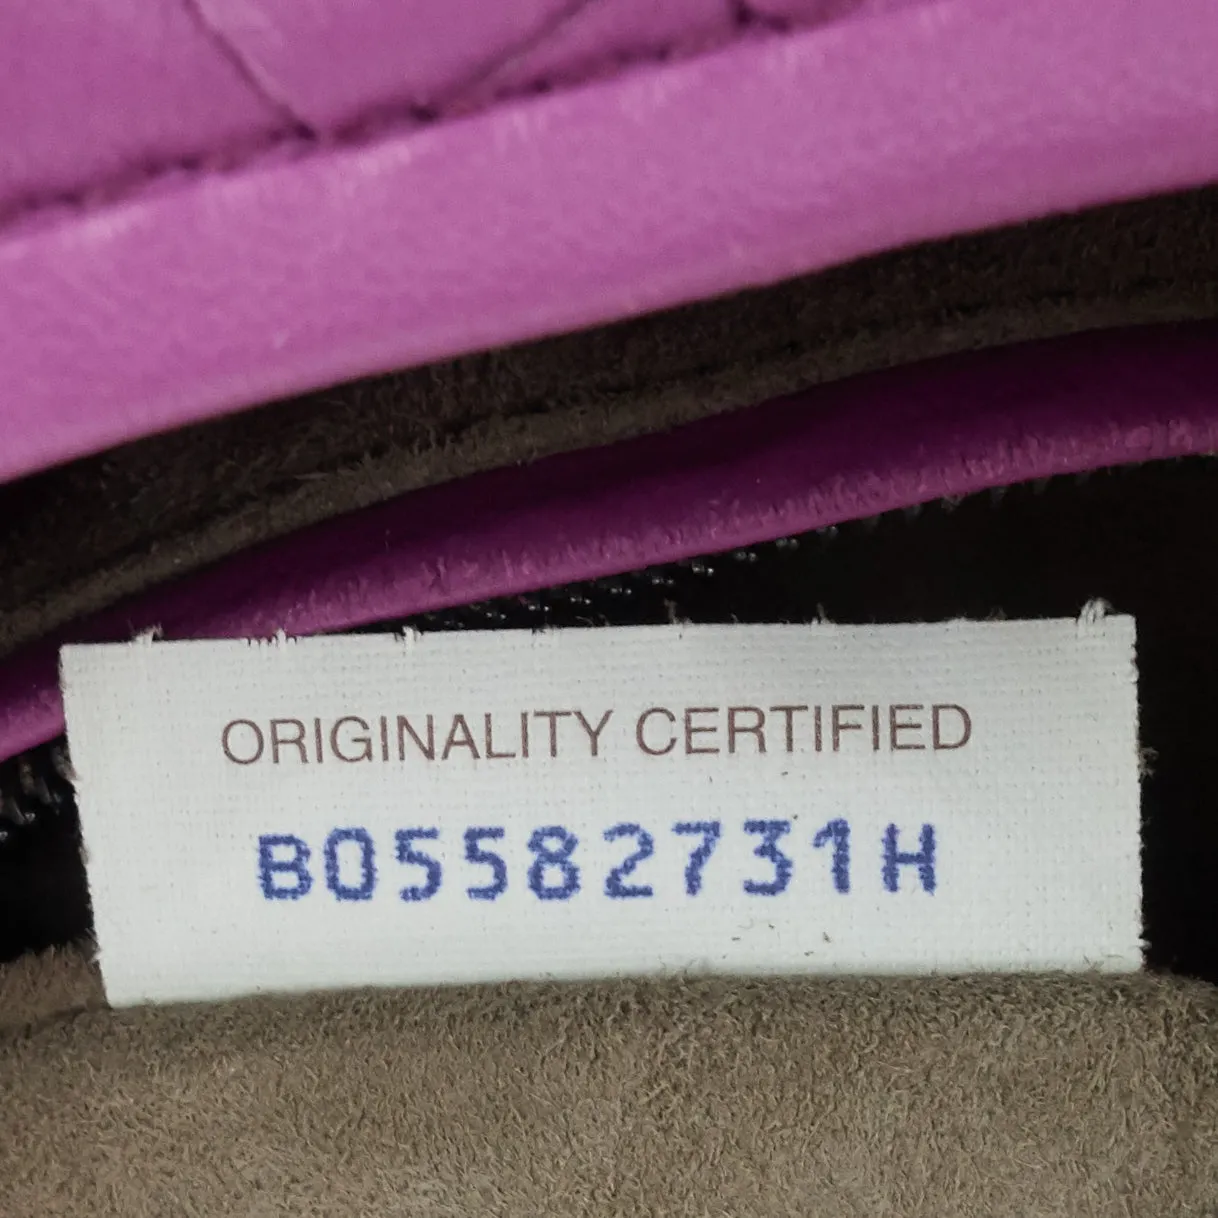 ORIGINALITY CERTIFIED
B05582731H